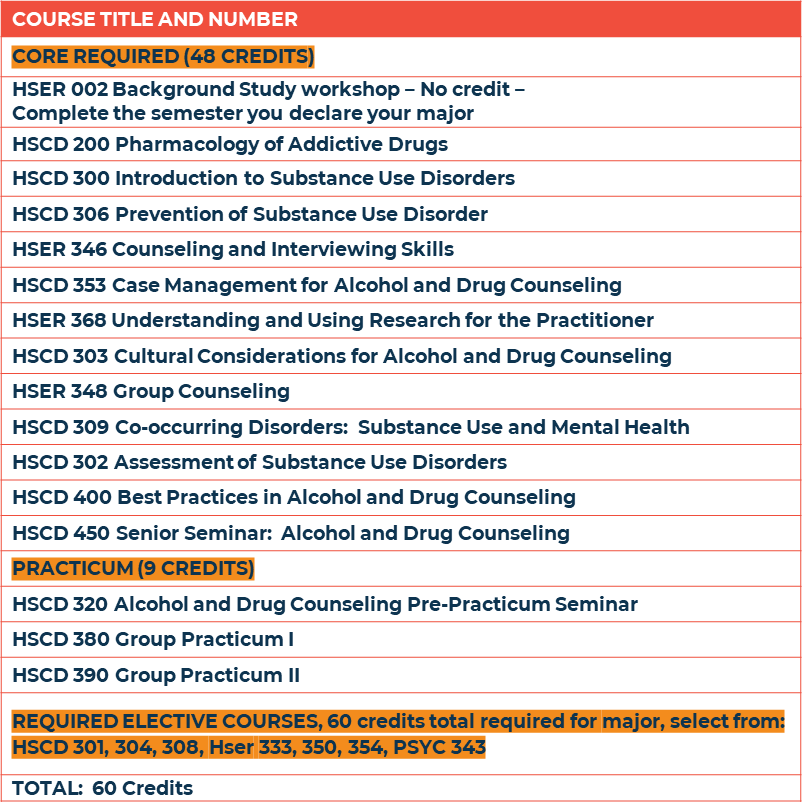 COURSE TITLE AND NUMBER
CORE REQUIRED (48 CREDITS)
HSER 002 Background Study workshop – No credit –
Complete the semester you declare your major
HSCD 200 Pharmacology of Addictive Drugs
HSCD 300 Introduction to Substance Use Disorders
HSCD 306 Prevention of Substance Use Disorder
HSER 346 Counseling and Interviewing Skills
HSCD 353 Case Management for Alcohol and Drug Counseling
HSER 368 Understanding and Using Research for the Practitioner
HSCD 303 Cultural Considerations for Alcohol and Drug Counseling
HSER 348 Group Counseling
HSCD 309 Co-occurring Disorders: Substance Use and Mental Health
HSCD 302 Assessment of Substance Use Disorders
HSCD 400 Best Practices in Alcohol and Drug Counseling
HSCD 450 Senior Seminar: Alcohol and Drug Counseling
PRACTICUM (9 CREDITS)
HSCD 320 Alcohol and Drug Counseling Pre-Practicum Seminar
HSCD 380 Group Practicum I
HSCD 390 Group Practicum II
REQUIRED ELECTIVE COURSES, 60 credits total required for major, select from:
HSCD 301, 304, 308, Hser 333, 350, 354, PSYC 343
TOTAL: 60 Credits